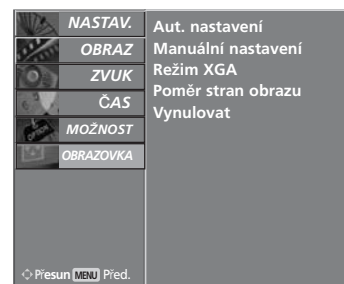 NASTAV.
OBRAZ
ZVUK
ČAS
MOŽNOST
OBRAZOVKA
Přesun MENU Před.
Aut. nastavení
Manuální nastavení
Režim XGA
Poměr stran obrazu
Vynulovat